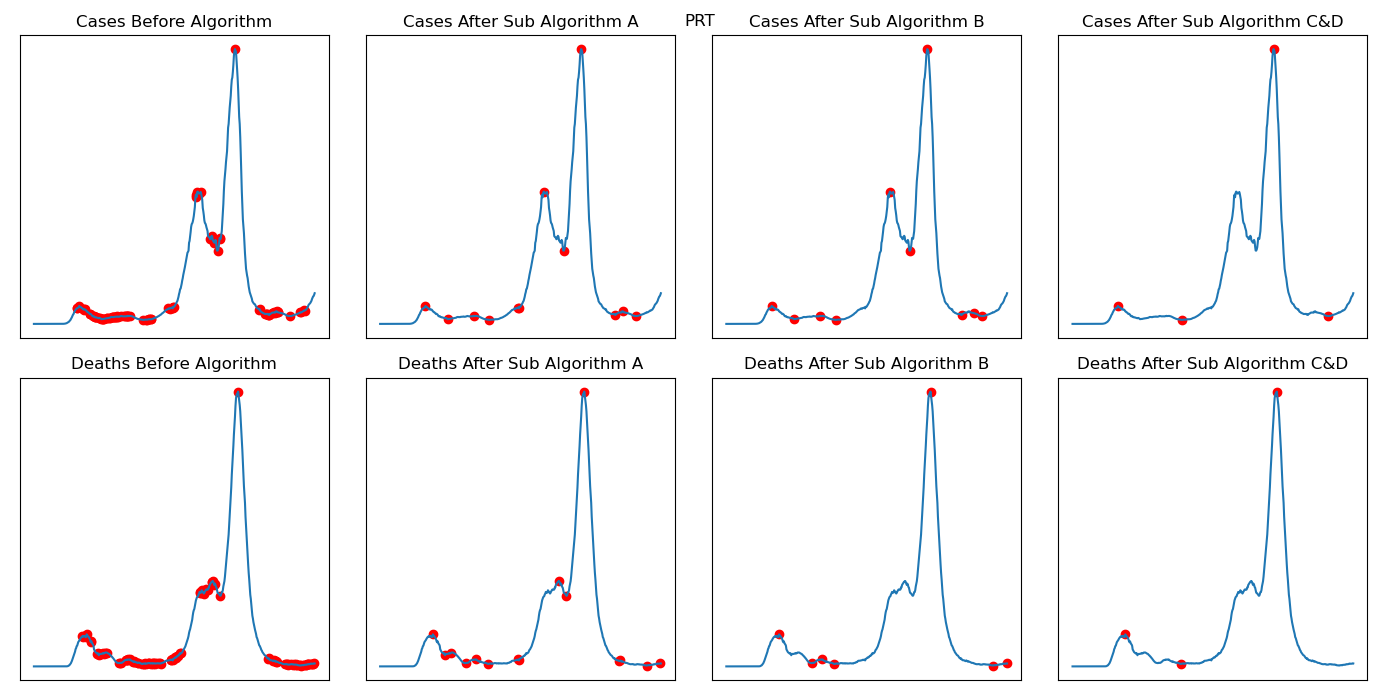 PRT
Cases Before Algorithm
Cases After Sub Algorithm A
Cases After Sub Algorithm B
Cases After Sub Algorithm C&D
Deaths Before Algorithm
Deaths After Sub Algorithm A
Deaths After Sub Algorithm B
Deaths After Sub Algorithm C&D